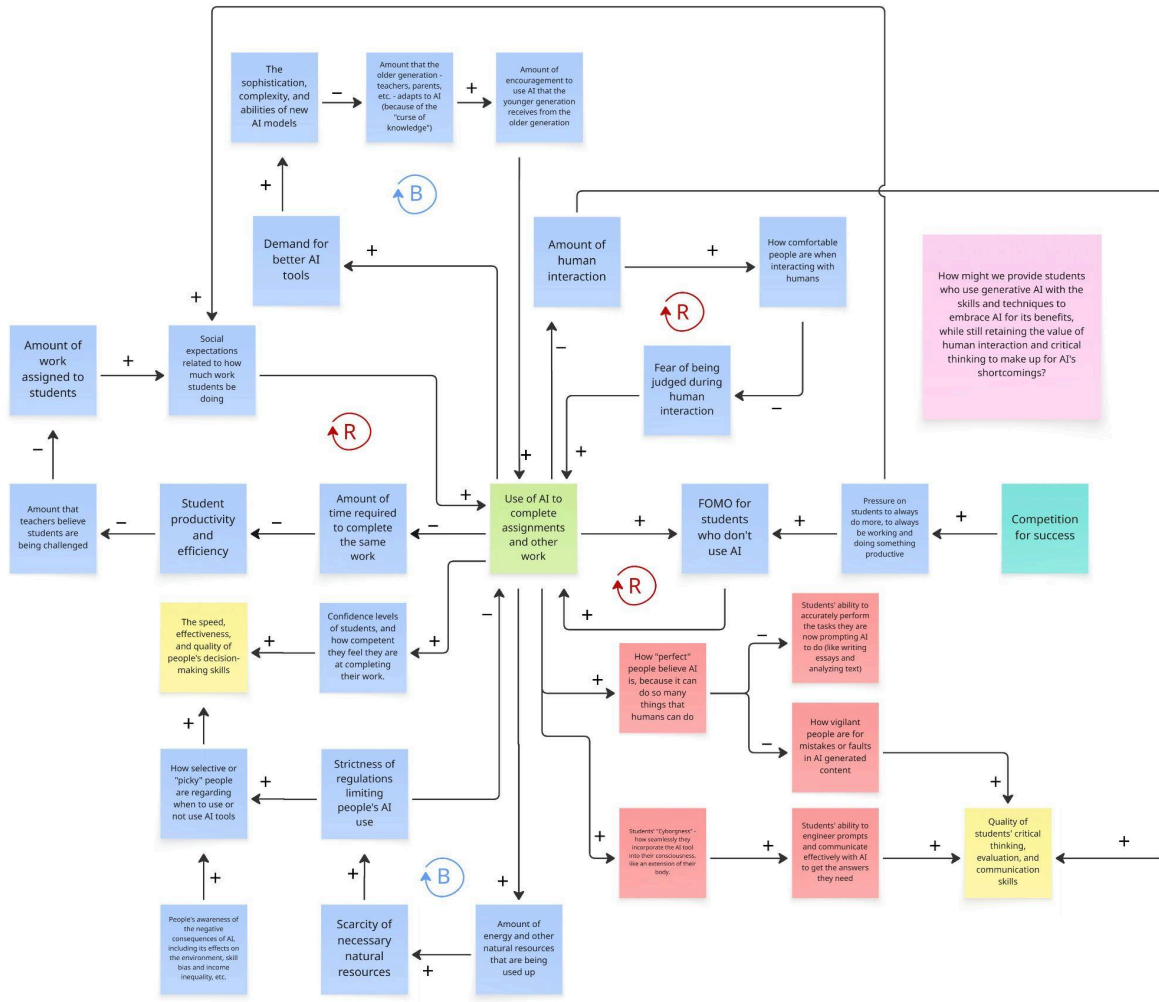 The
sophistication,
complexity, and
abilities of new
AI models
−
Amount that the
older generation -
teachers, parents,
etc. - adapts to AI
(because of the
"curse of
knowledge")
+
Amount of
encouragement to
use AI that the
younger generation
receives from the
older generation
+
B
Demand for
better AI
tools
+
Amount of
human
interaction
+
How comfortable
people are when
interacting with
humans
How might we provide students
who use generative AI with the
skills and techniques to
embrace AI for its benefits,
while still retaining the value of
human interaction and critical
thinking to make up for AI's
shortcomings?
+
R
Amount of
work
assigned to
students
+
Social
expectations
related to how
much work
students be
doing
−
Fear of being
judged during
human
interaction
−
R
−
+
+
+
Amount that
teachers believe
students are
being challenged
−
Student
productivity
and
efficiency
−
Amount of
time required
to complete
the same
work
−
Use of AI to
complete
assignments
and other
work
+
FOMO for
students
who don't
use AI
+
Pressure on
students to
always do
more, to always
be working and
doing something
productive
+
Competition
for success
R
+
−
The speed,
effectiveness,
and quality of
people's decision-
making skills
+
Confidence levels
of students, and
how competent
they feel they are
at completing
their work.
+
How "perfect"
people believe AI
is, because it can
do so many
things that
humans can do
+
−
Students' ability to
accurately perform
the tasks they are
now prompting AI
to do (like writing
essays and
analyzing text)
−
How vigilant
people are for
mistakes or faults
in AI generated
content
+
How selective or
"picky" people
are regarding
when to use or
not use AI tools
+
Strictness of
regulations
limiting
people's AI
use
+
+
Students' "Cyborgness" -
how seamlessly they
incorporate the AI tool
into their consciousness,
like an extension of their
body.
+
Students' ability to
engineer prompts
and communicate
effectively with AI
to get the answers
they need
+
Quality of
students' critical
thinking,
evaluation, and
communication
skills
+
+
+
B
+
People's awareness of
the negative
consequences of AI,
including its effects on
the environment, skill
bias and income
inequality, etc.
Scarcity of
necessary
natural
resources
+
Amount of
energy and other
natural resources
that are being
used up